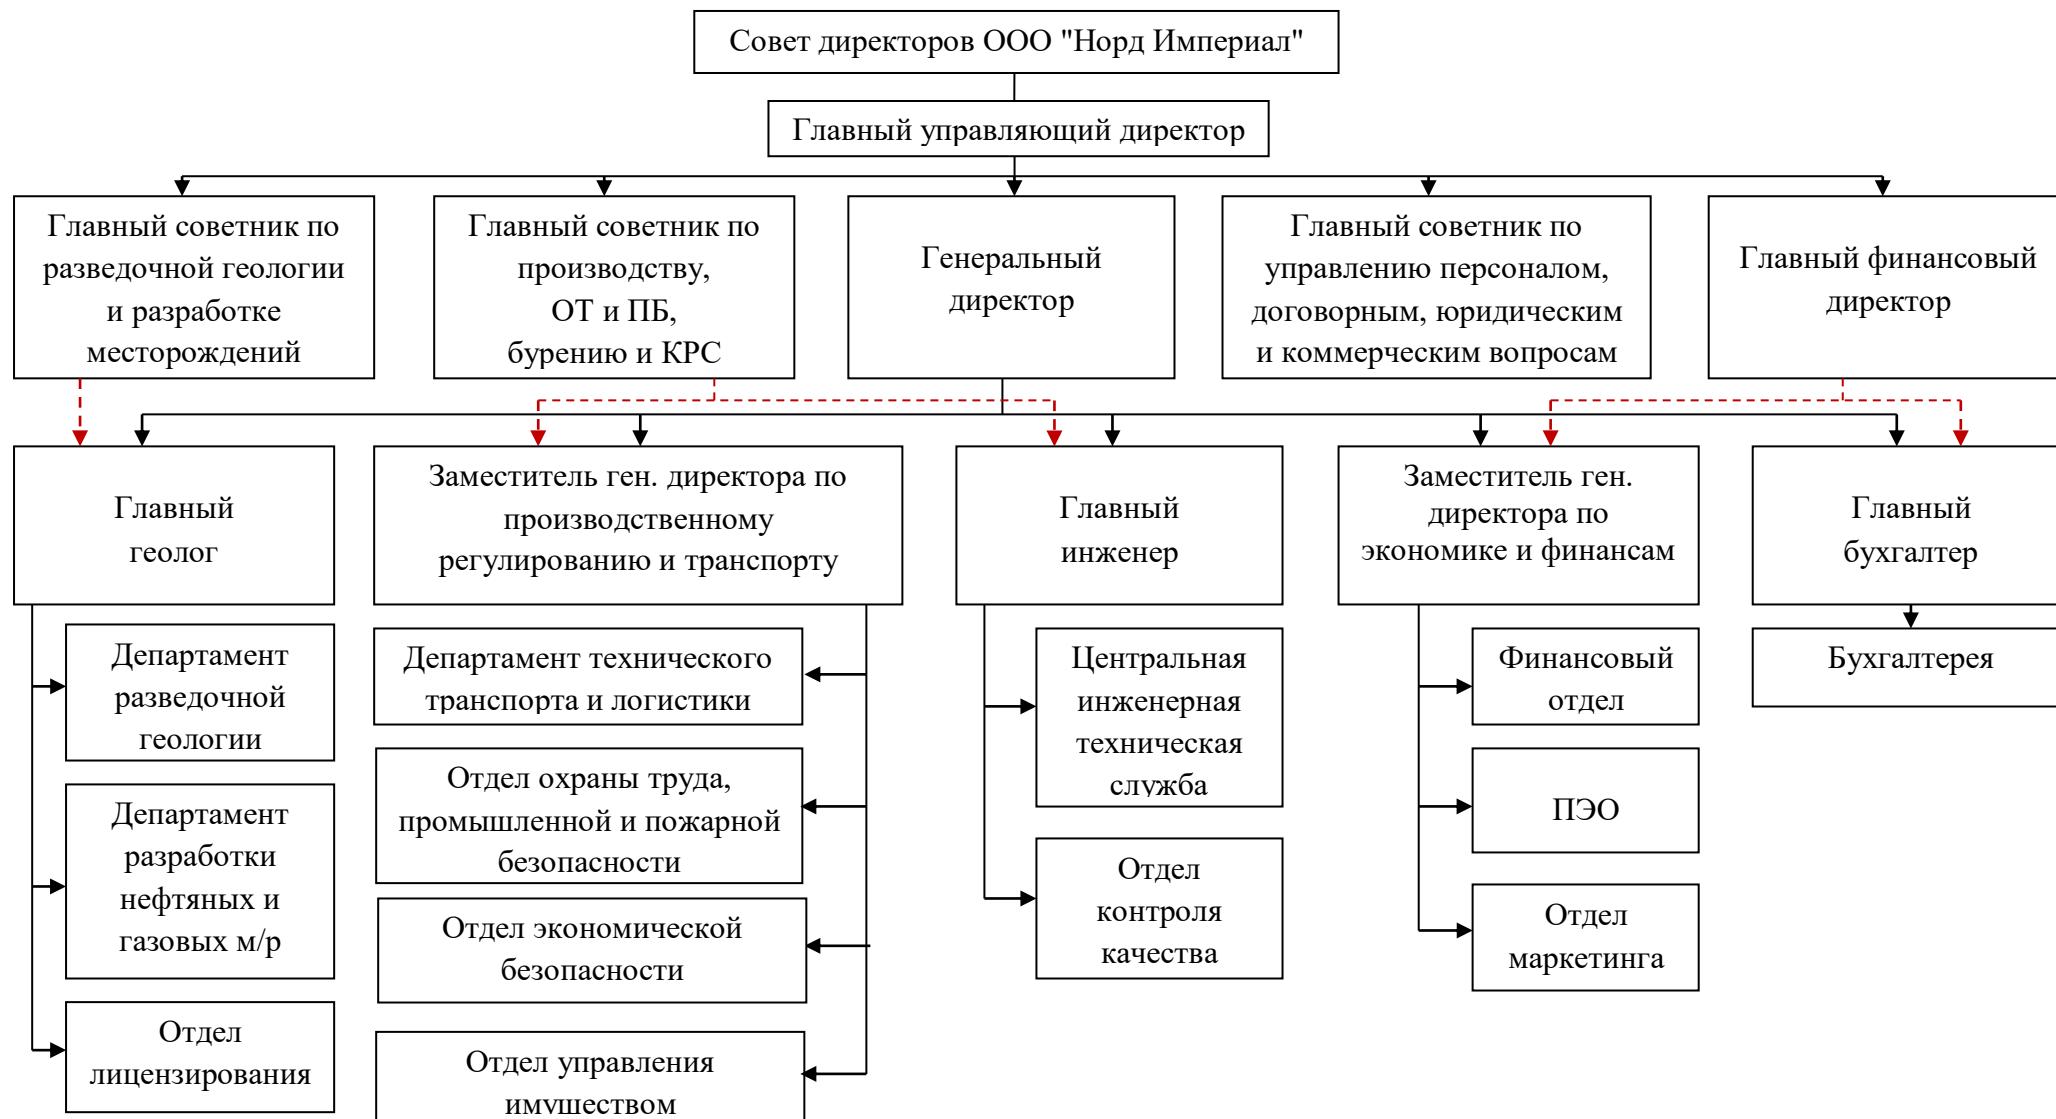 Совет директоров ООО "Норд Империал"
Главный управляющий директор
Главный советник по
разведочной геологии
и разработке
месторождений
Главный советник по
производству,
ОТ и ПБ,
бурению и КРС
Генеральный
директор
Главный советник по
управлению персоналом,
договорным, юридическим
и коммерческим вопросам
Главный финансовый
директор
Главный
геолог
Заместитель ген. директора по
производственному
регулированию и транспорту
Главный
инженер
Заместитель ген.
директора по
экономике и финансам
Главный
бухгалтер
Департамент
разведочной
геологии
Департамент
разработки
нефтяных и
газовых м/р
Отдел
лицензирования
Департамент технического
транспорта и логистики
Отдел охраны труда,
промышленной и пожарной
безопасности
Отдел экономической
безопасности
Отдел управления
имуществом
Центральная
инженерная
техническая
служба
Отдел
контроля
качества
Финансовый
отдел
ПЭО
Отдел
маркетинга
Бухгалтерея